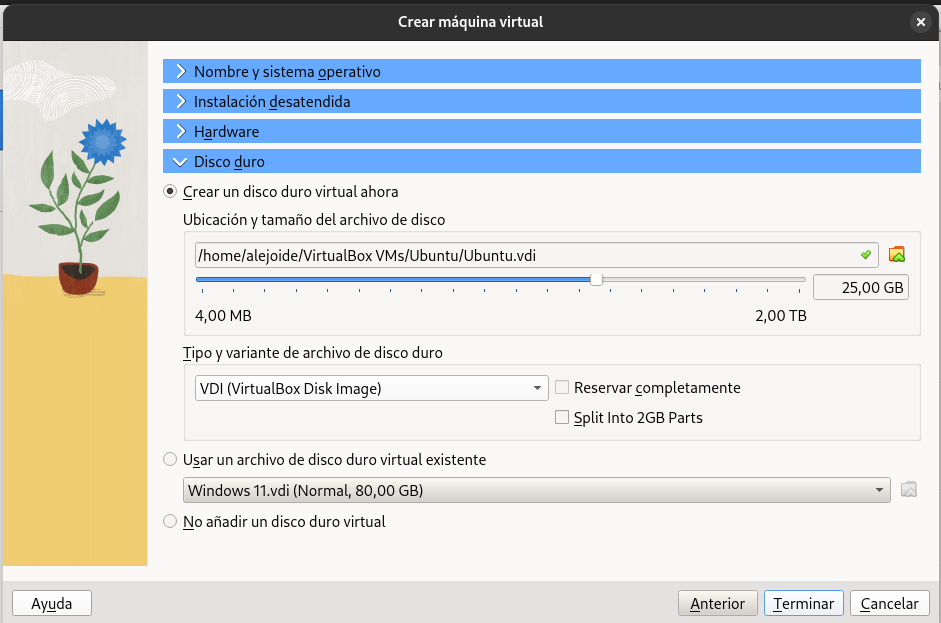 Crear máquina virtual
Nombre y sistema operativo
Instalación desatendida
Hardware
Disco duro
Crear un disco duro virtual ahora
Ubicación y tamaño del archivo de disco
/home/alejoide/VirtualBox VMs/Ubuntu/Ubuntu.vdi
25,00 GB
4,00 MB 2,00 TB
Tipo y variante de archivo de disco duro
VDI (VirtualBox Disk Image) Reservar completamente
Split Into 2GB Parts
Usar un archivo de disco duro virtual existente
Windows 11.vdi (Normal, 80,00 GB)
No añadir un disco duro virtual
Ayuda Anterior Terminar Cancelar